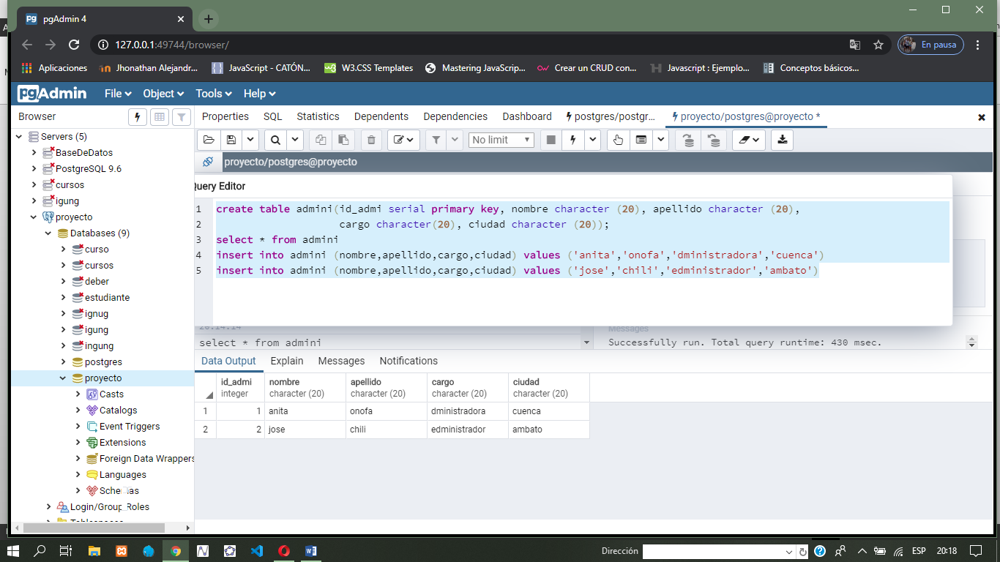 pgAdmin 4
127.0.0.1:49744/browser/
En pausa
Aplicaciones
Jhonathan Alejandr...
JavaScript - CATÓN...
W3.CSS Templates
Mastering JavaScrip...
Crear un CRUD con...
Javascript : Ejemplo...
Conceptos básicos...
pgAdmin File Object Tools Help
Browser
Properties SQL Statistics Dependents Dependencies Dashboard postgres/postgr... proyecto/postgres@proyecto *
No limit
proyecto/postgres@proyecto
Servers (5)
BaseDeDatos
PostgreSQL 9.6
cursos
igung
proyecto
Databases (9)
curso
cursos
deber
estudiante
ignug
igung
ingung
postgres
proyecto
Casts
Catalogs
Event Triggers
Extensions
Foreign Data Wrappers
Languages
Schemas
Login/Group Roles
Tablespaces
Query Editor
1 create table admini(id_admi serial primary key, nombre character (20), apellido character (20),
2 cargo character(20), ciudad character (20));
3 select * from admini
4 insert into admini (nombre,apellido,cargo,ciudad) values ('anita','onofa','dministradora','cuenca')
5 insert into admini (nombre,apellido,cargo,ciudad) values ('jose','chili','edministrador','ambato')
20:14:14
Messages
select * from admini
Successfully run. Total query runtime: 430 msec.
Data Output Explain Messages Notifications
id_admi nombre apellido cargo ciudad
integer character (20) character (20) character (20) character (20)
1 1 anita onofa dministradora cuenca
2 2 jose chili edministrador ambato
Dirección
ESP
20:18